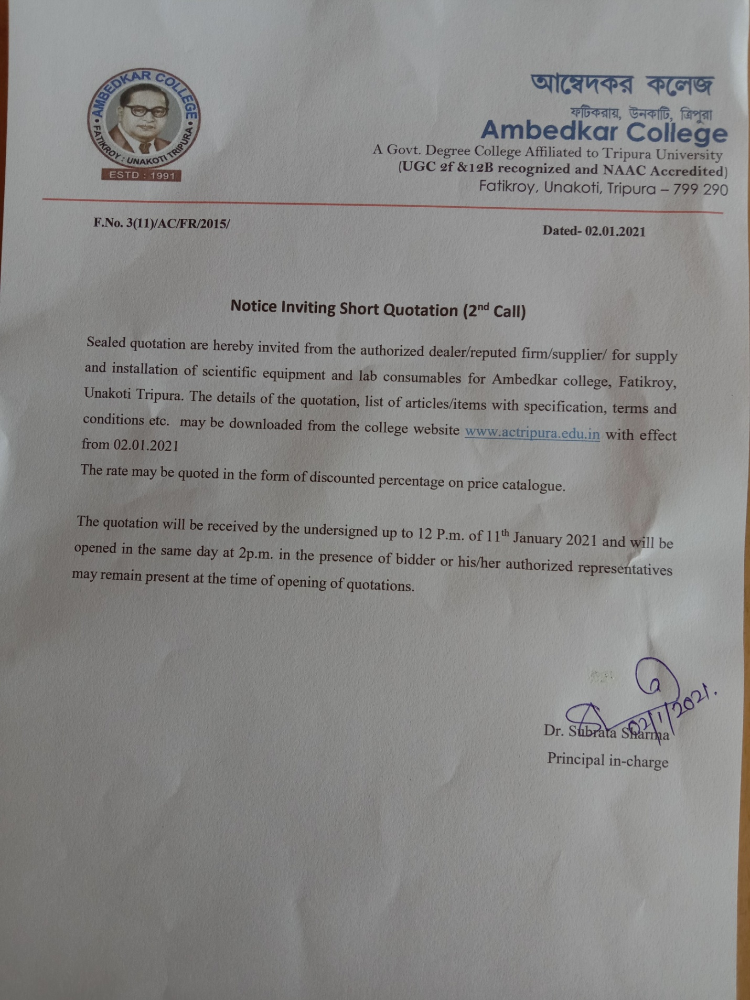 AMBEDKAR COLLEGE
FATIKROY : UNAKOTI TRIPURA
ESTD : 1991
আম্বেদকর কলেজ
ফটিকরায়, উনকোটি, ত্রিপুরা
Ambedkar College
A Govt. Degree College Affiliated to Tripura University
(UGC 2f &12B recognized and NAAC Accredited)
Fatikroy, Unakoti, Tripura – 799 290
F.No. 3(11)/AC/FR/2015/
Dated- 02.01.2021
Notice Inviting Short Quotation (2nd Call)
Sealed quotation are hereby invited from the authorized dealer/reputed firm/supplier/ for supply
and installation of scientific equipment and lab consumables for Ambedkar college, Fatikroy,
Unakoti Tripura. The details of the quotation, list of articles/items with specification, terms and
conditions etc. may be downloaded from the college website www.actripura.edu.in with effect
from 02.01.2021
The rate may be quoted in the form of discounted percentage on price catalogue.
The quotation will be received by the undersigned up to 12 P.m. of 11th January 2021 and will be
opened in the same day at 2p.m. in the presence of bidder or his/her authorized representatives
may remain present at the time of opening of quotations.
02/1/2021.
Dr. Subrata Sharma
Principal in-charge